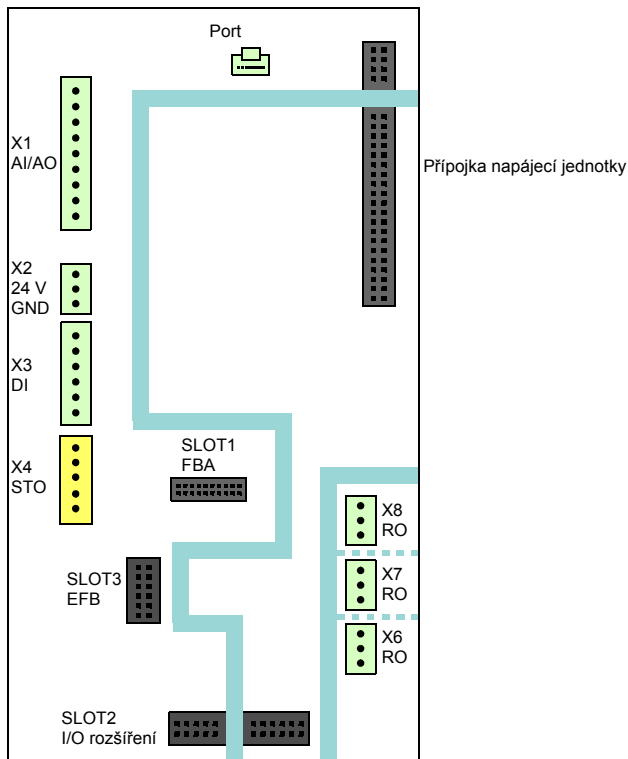 Port
X1
AI/AO
Přípojka napájecí jednotky
X2
24 V
GND
X3
DI
X4
STO
SLOT1
FBA
X8
RO
X7
RO
SLOT3
EFB
X6
RO
SLOT2
I/O rozšíření